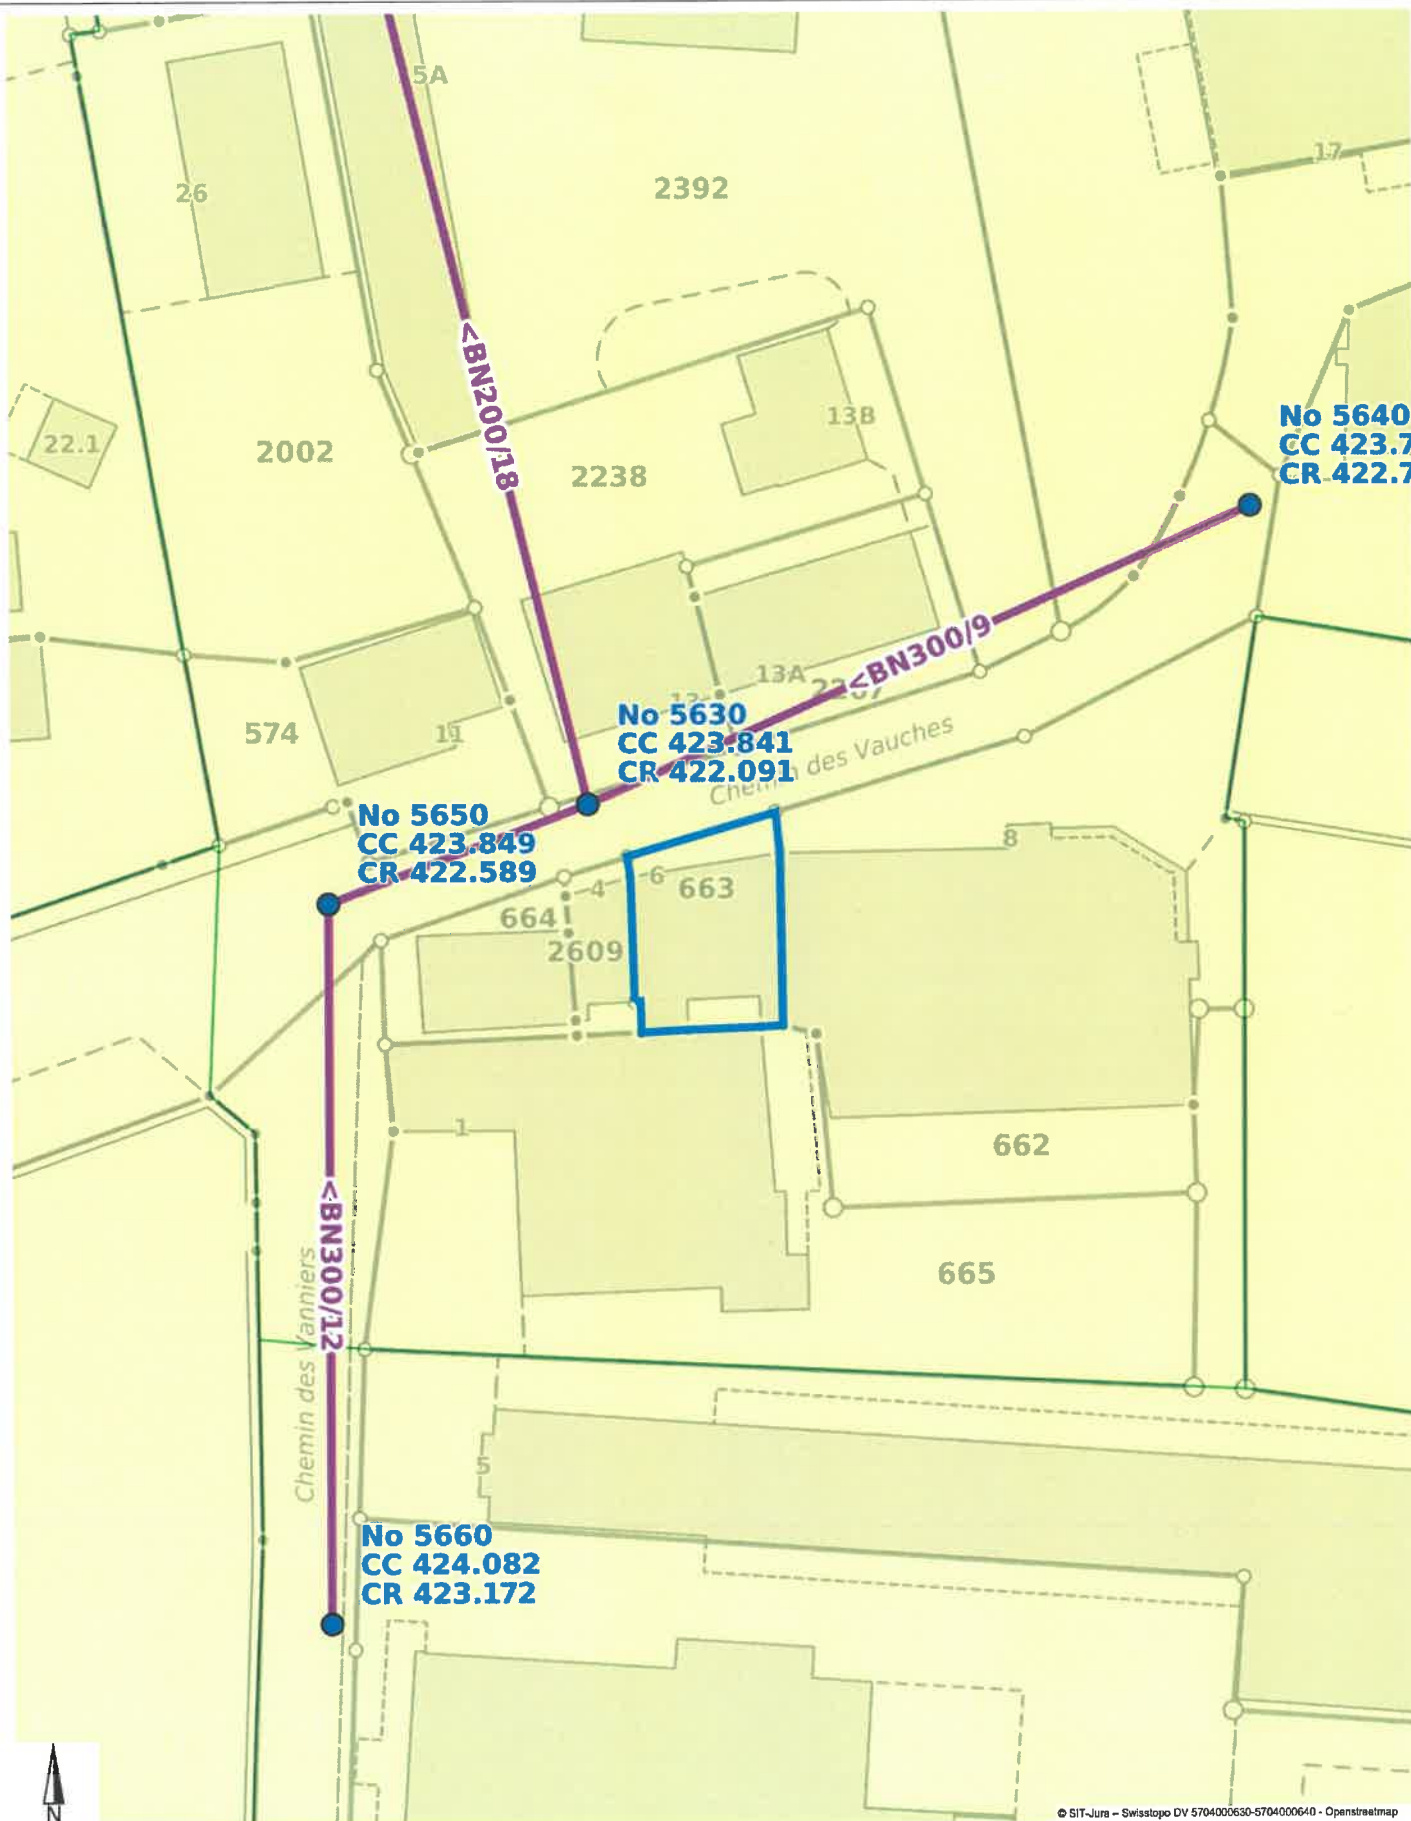 5A
17
26
2392
<BN200/18
13B
No 5640
CC 423.7
CR 422.7
22.1
2002
2238
<BN300/9
13A
2267
12
No 5630
CC 423.841
CR 422.091
574
11
Chemin des Vauches
No 5650
CC 423.849
CR 422.589
8
4
6
663
664
2609
1
662
<BN300/12
665
Chemin des Vanniers
5
No 5660
CC 424.082
CR 423.172
N
© SIT-Jura – Swisstopo DV 5704000630-5704000640 - Openstreetmap